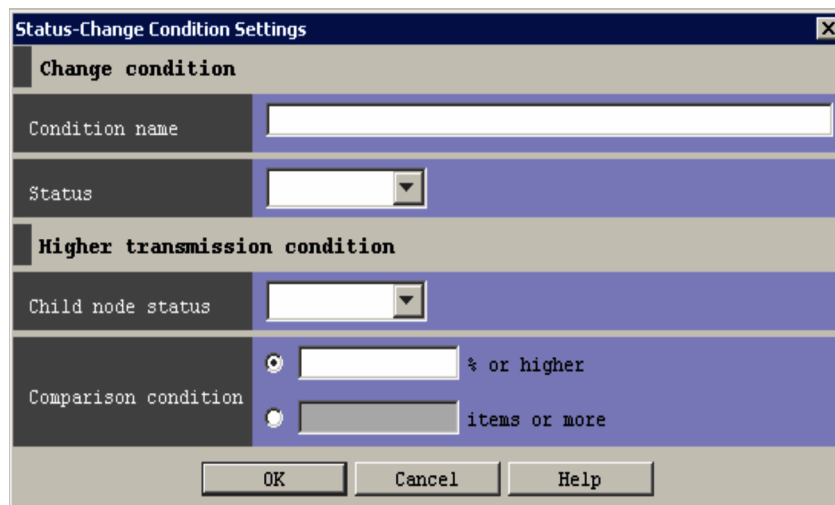 Status-Change Condition Settings
Change condition
Condition name
Status
Higher transmission condition
Child node status
Comparison condition
% or higher
items or more
OK Cancel Help